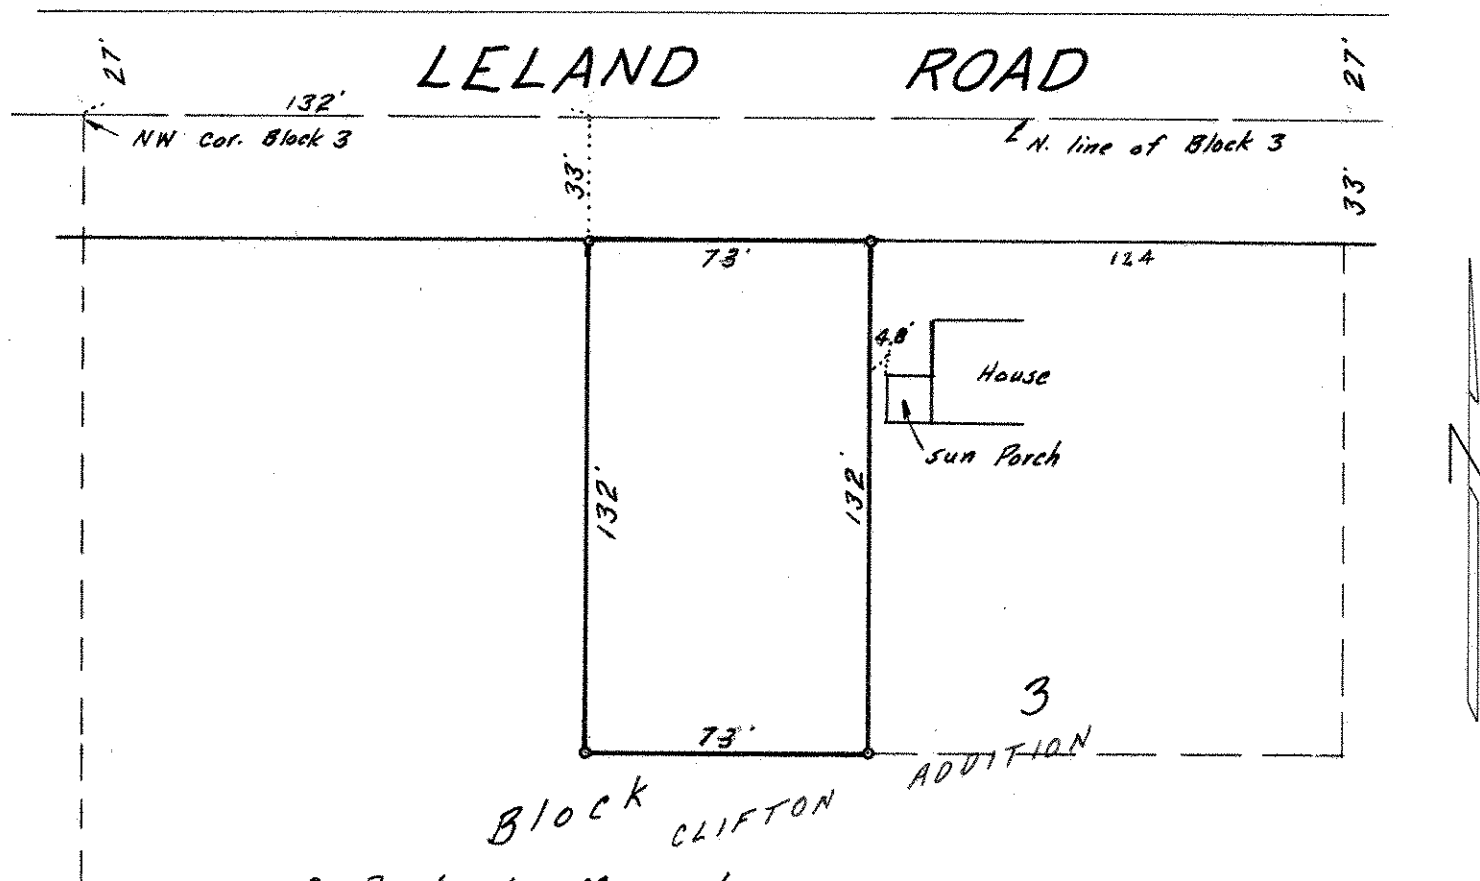 LELAND ROAD
27'
27'
132'
NW Cor. Block 3
N. line of Block 3
33'
33'
73'
124
4.8'
House
Sun Porch
132'
132'
3
73'
ADDITION
Block
CLIFTON